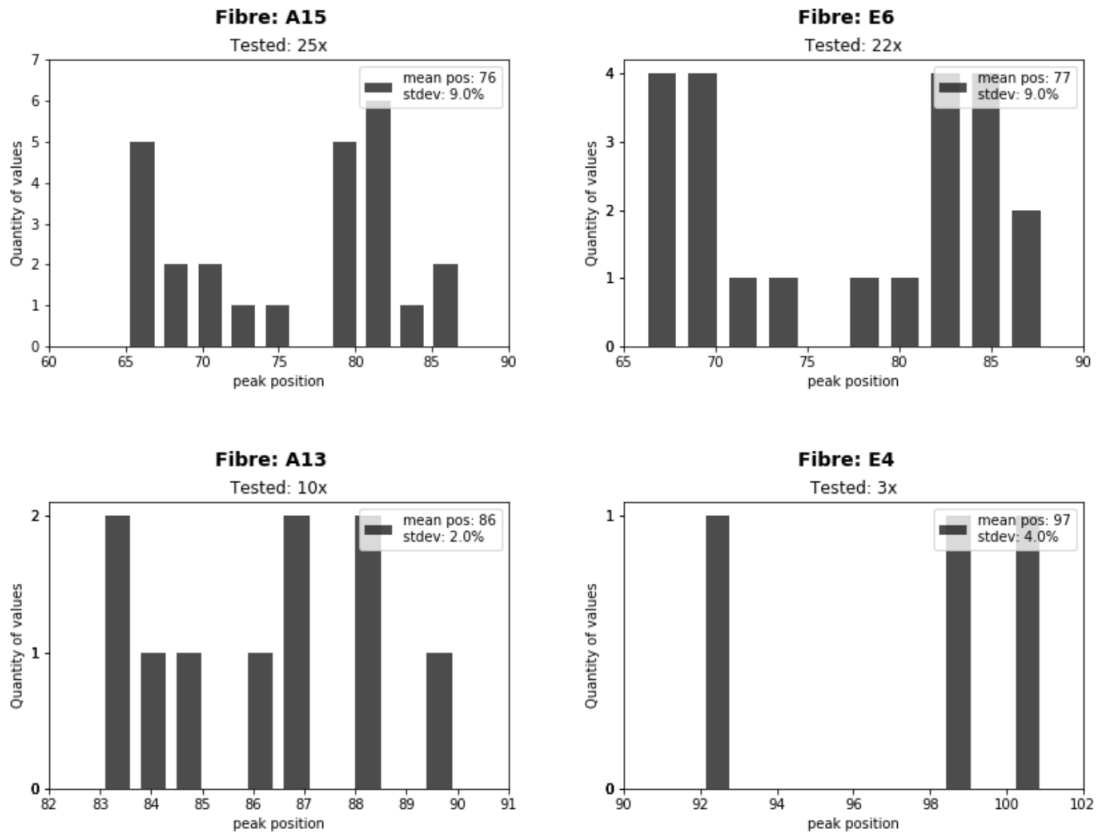 Fibre: A15
Tested: 25x
mean pos: 76
stdev: 9.0%
Quantity of values
7
6
5
4
3
2
1
0
60 65 70 75 80 85 90
peak position
Fibre: E6
Tested: 22x
mean pos: 77
stdev: 9.0%
Quantity of values
4
3
2
1
0
65 70 75 80 85 90
peak position
Fibre: A13
Tested: 10x
mean pos: 86
stdev: 2.0%
Quantity of values
2
1
0
82 83 84 85 86 87 88 89 90 91
peak position
Fibre: E4
Tested: 3x
mean pos: 97
stdev: 4.0%
Quantity of values
1
0
90 92 94 96 98 100 102
peak position